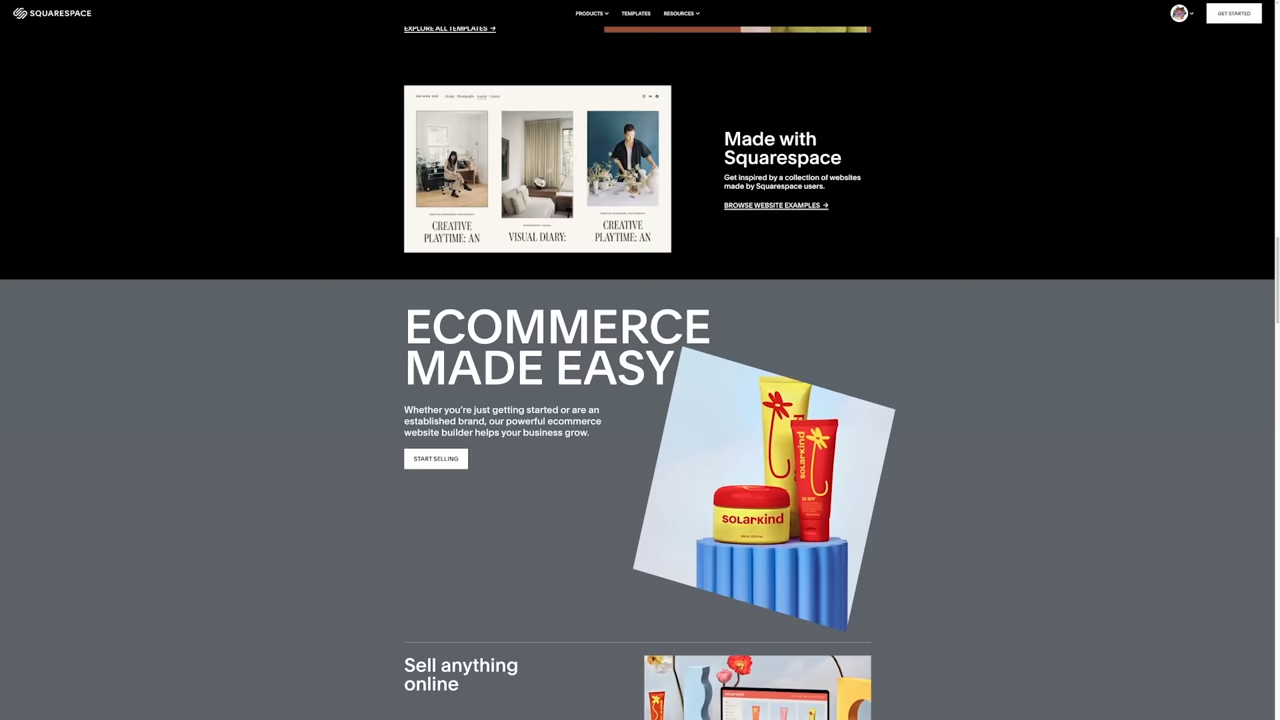 SQUARESPACE
PRODUCTS
TEMPLATES
RESOURCES
GET STARTED
EXPLORE ALL TEMPLATES →
CREATIVE
PLAYTIME: AN
VISUAL DIARY:
CREATIVE
PLAYTIME: AN
Made with
Squarespace
Get inspired by a collection of websites
made by Squarespace users.
BROWSE WEBSITE EXAMPLES →
ECOMMERCE
MADE EASY
Whether you're just getting started or are an
established brand, our powerful ecommerce
website builder helps your business grow.
START SELLING
solarkind
solarkind
Sell anything
online